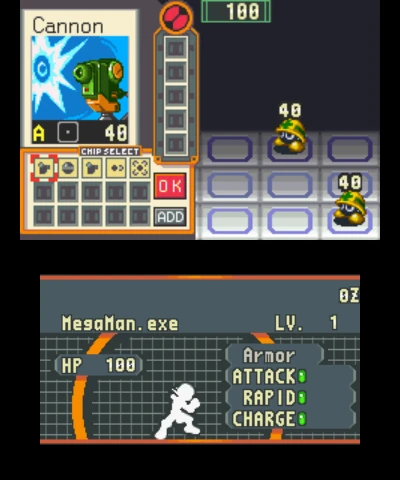 Cannon
100
A 40
CHIP SELECT
OK
ADD
40
40
0Z
MegaMan.exe
LV. 1
HP 100
Armor
ATTACK
RAPID
CHARGE